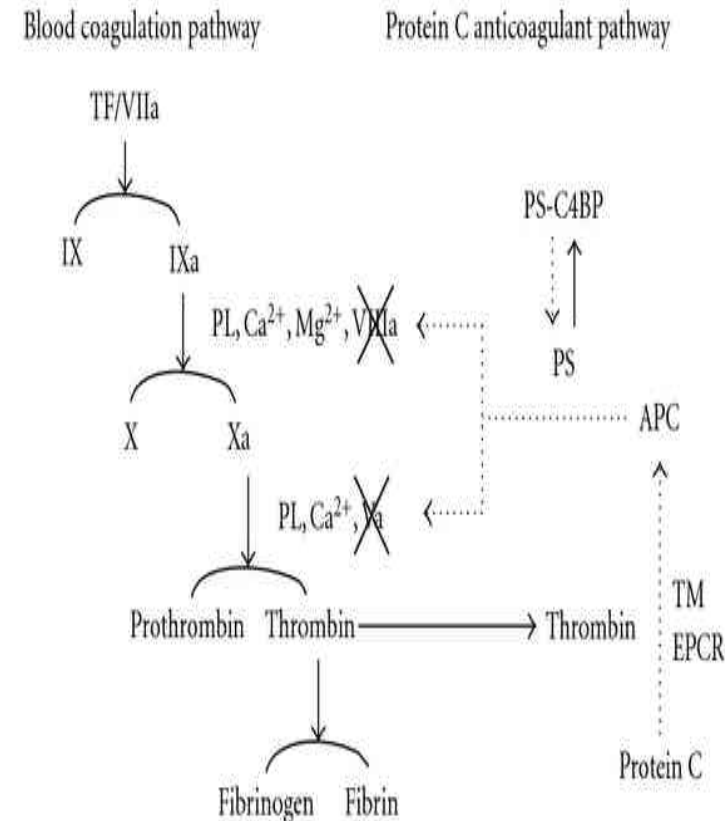 Blood coagulation pathway
Protein C anticoagulant pathway
TF/VIIa
PS-C4BP
IX
IXa
PL, Ca²⁺, Mg²⁺, VIIIa
PS
X
Xa
APC
PL, Ca²⁺, Va
Prothrombin
Thrombin
Thrombin
TM
EPCR
Protein C
Fibrinogen
Fibrin